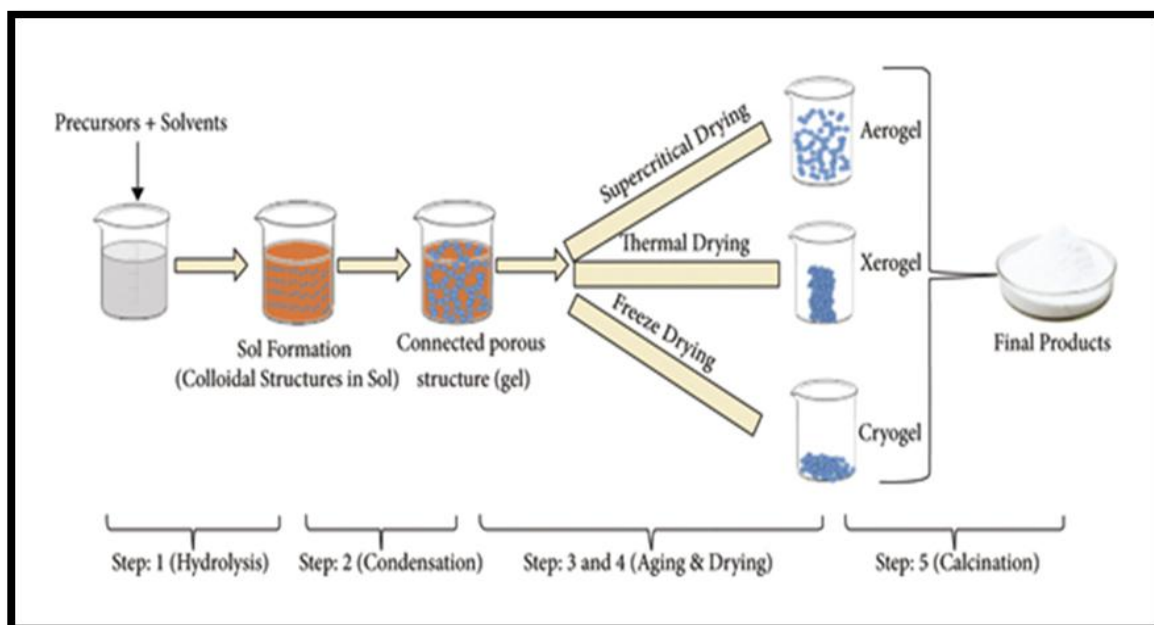 Precursors + Solvents
Sol Formation
(Colloidal Structures in Sol)
Connected porous
structure (gel)
Supercritical Drying
Thermal Drying
Freeze Drying
Aerogel
Xerogel
Cryogel
Final Products
Step: 1 (Hydrolysis)
Step: 2 (Condensation)
Step: 3 and 4 (Aging & Drying)
Step: 5 (Calcination)